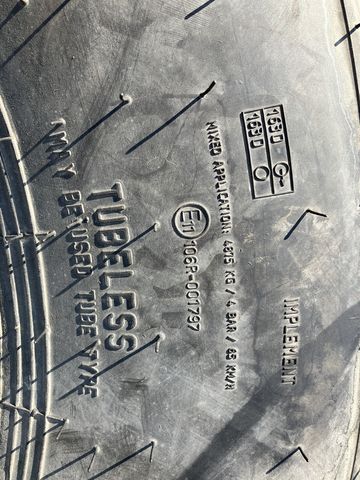 IMPLEMENT
163D
163D
MIXED APPLICATION: 4875 KG / 4 BAR / 65 KM/H
E11 106R-001797
TUBELESS
MAY BE USED TUBE TYPE